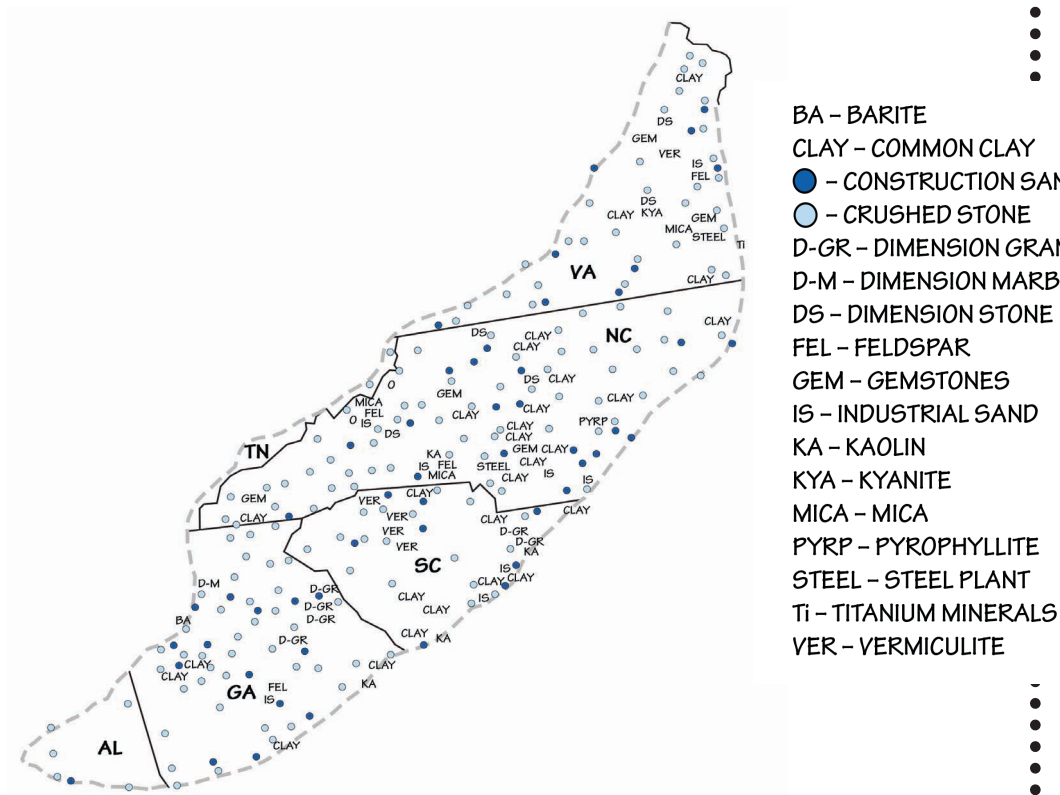 CLAY
DS
GEM
VER
IS
FEL
DS
KYA
CLAY
GEM
MICA
STEEL
Ti
VA
CLAY
NC
CLAY
DS
CLAY
CLAY
O
DS
CLAY
GEM
MICA
FEL
O
IS
DS
CLAY
CLAY
CLAY
PYRP
CLAY
CLAY
TN
GEM CLAY
KA
IS FEL
MICA
STEEL
CLAY
IS
CLAY
IS
GEM
CLAY
VER
CLAY
CLAY
VER
CLAY
VER
D-GR
VER
D-GR
KA
SC
IS
D-M
CLAY
CLAY
D-GR
CLAY
IS
D-GR
CLAY
D-GR
BA
CLAY
KA
D-GR
CLAY
CLAY
CLAY
KA
GA
FEL
IS
AL
CLAY
BA – BARITE
CLAY – COMMON CLAY
– CONSTRUCTION SAN
– CRUSHED STONE
D-GR – DIMENSION GRAN
D-M – DIMENSION MARB
DS – DIMENSION STONE
FEL – FELDSPAR
GEM – GEMSTONES
IS – INDUSTRIAL SAND
KA – KAOLIN
KYA – KYANITE
MICA – MICA
PYRP – PYROPHYLLITE
STEEL – STEEL PLANT
Ti – TITANIUM MINERALS
VER – VERMICULITE